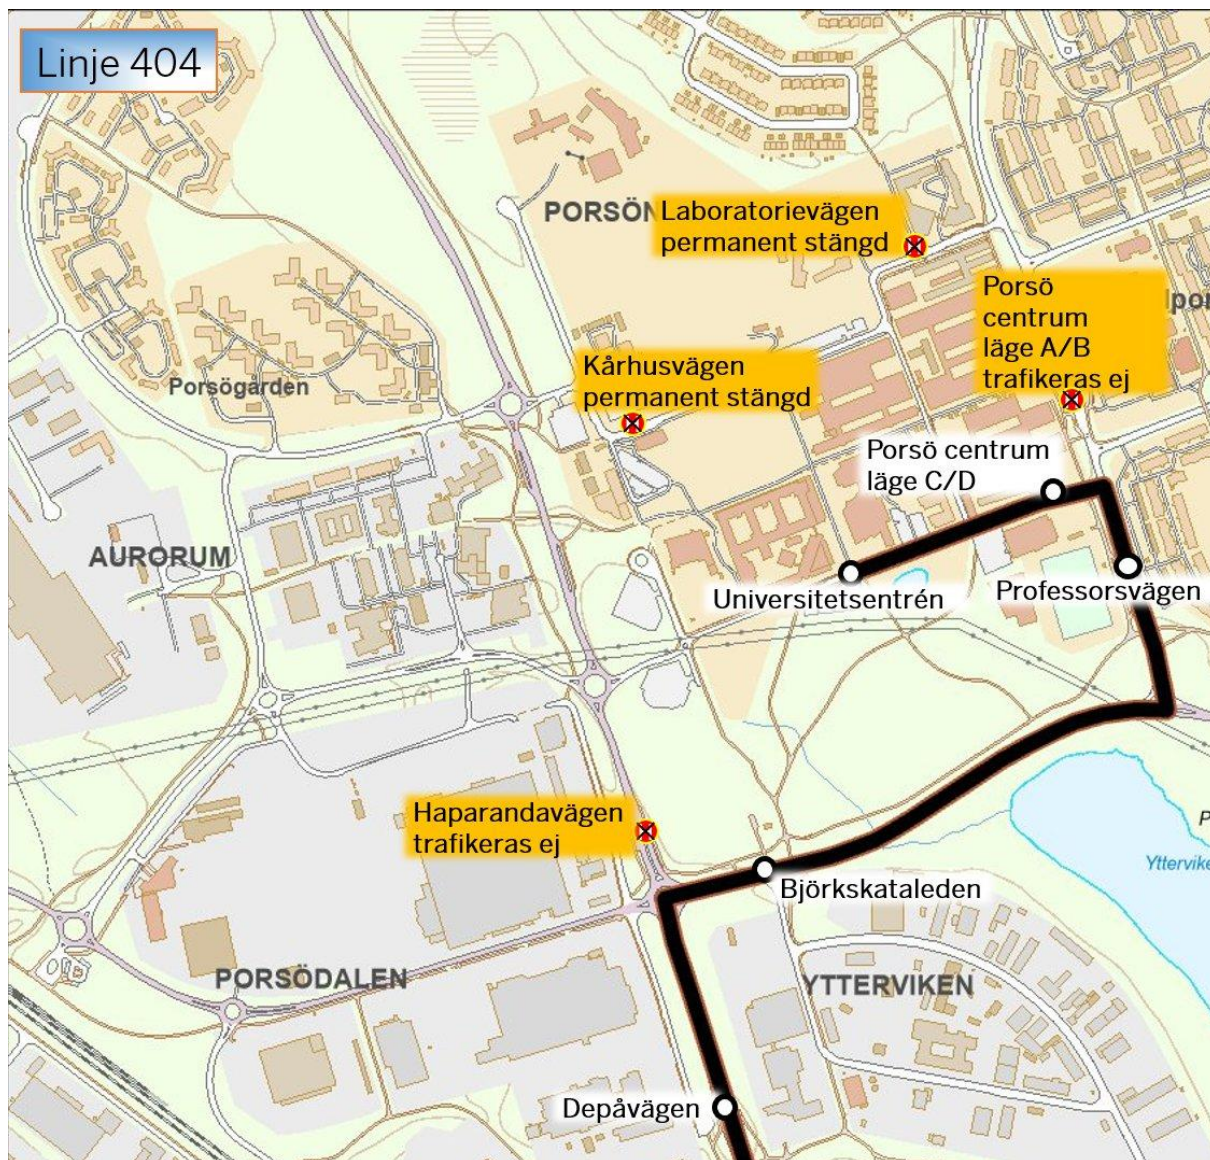 Linje 404
PORSÖN
Laboratorievägen
permanent stängd
Porsö
centrum
läge A/B
trafikeras ej
Porsögården
Kårhusvägen
permanent stängd
Porsö centrum
läge C/D
AURORUM
Universitetsentrén
Professorsvägen
Haparandavägen
trafikeras ej
Björkskataleden
PORSÖDALEN
YTTERVIKEN
Depåvägen